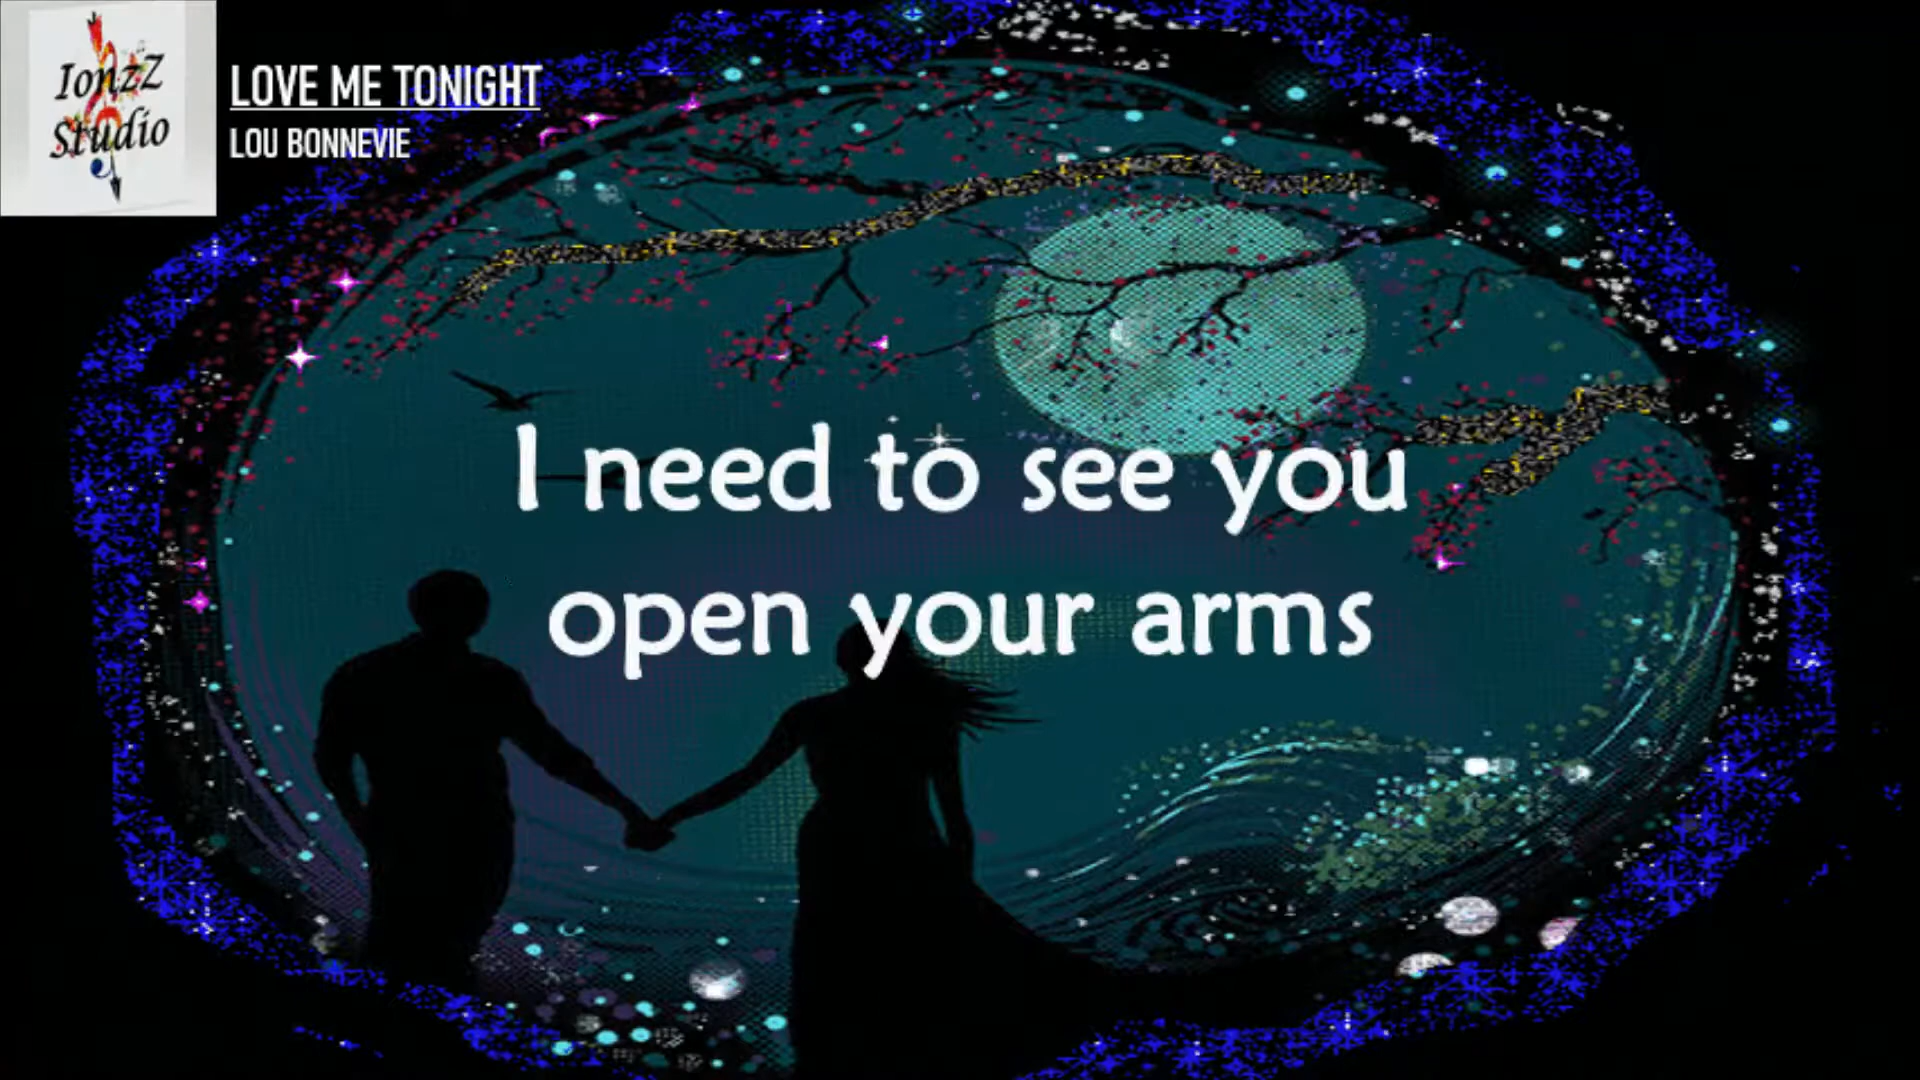 IonzZ
Studio
LOVE ME TONIGHT
LOU BONNEVIE
I need to see you
open your arms